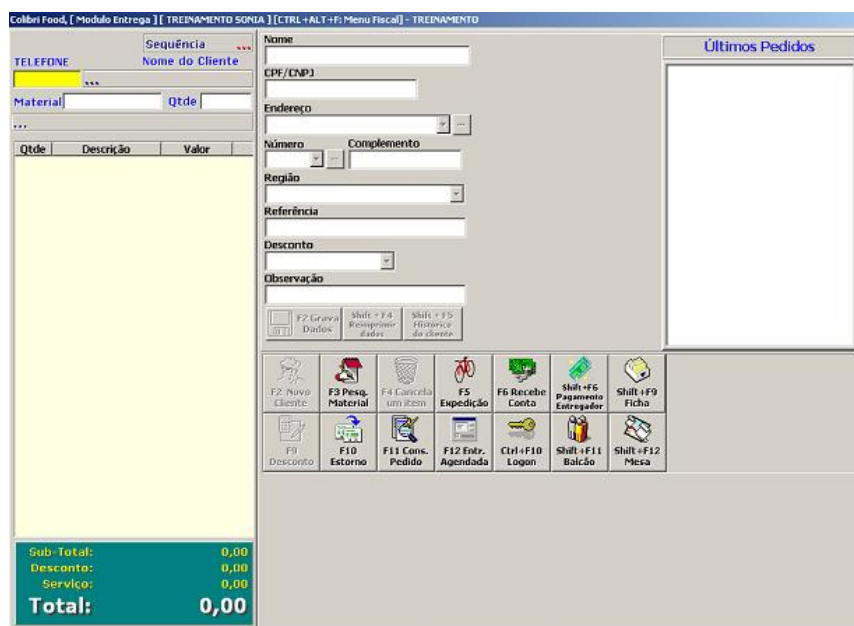 Colibri Food, [ Modulo Entrega ] [ TREINAMENTO SONIA ] [CTRL+ALT+F: Menu Fiscal] - TREINAMENTO
Sequência ...
TELEFONE Nome do Cliente
...
Material Qtde
...
Qtde Descrição Valor
Sub-Total: 0,00
Desconto: 0,00
Serviço: 0,00
Total: 0,00
Nome
CPF/CNPJ
Endereço
...
Número Complemento
...
Região
Referência
Desconto
Observação
F2 Grava Dados
Shift +F4 Reimprimir dados
Shift + F5 Histórico do cliente
Últimos Pedidos
F2 Novo Cliente
F3 Pesq. Material
F4 Cancela um item
F5 Expedição
F6 Recebe Conta
Shift+F6 Pagamento Entregador
Shift+F9 Ficha
F9 Desconto
F10 Estorno
F11 Cons. Pedido
F12 Entr. Agendada
Ctrl+F10 Logon
Shift+F11 Balcão
Shift+F12 Mesa